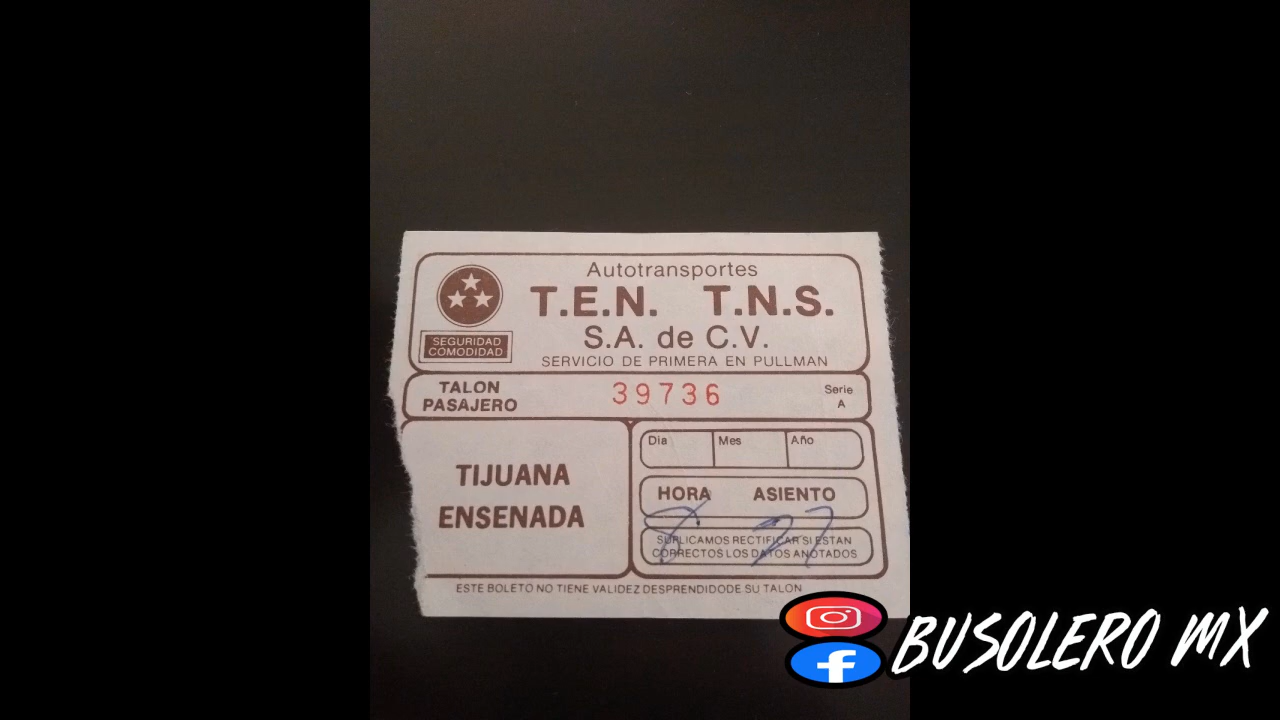 Autotransportes
T.E.N. T.N.S.
S.A. de C.V.
SERVICIO DE PRIMERA EN PULLMAN
SEGURIDAD
COMODIDAD
TALON
PASAJERO
39736
Serie
A
TIJUANA
ENSENADA
Dia Mes Año
HORA ASIENTO
8 27
SUPLICAMOS RECTIFICAR SI ESTAN
CORRECTOS LOS DATOS ANOTADOS
ESTE BOLETO NO TIENE VALIDEZ DESPRENDIDODE SU TALON
BUSOLERO MX